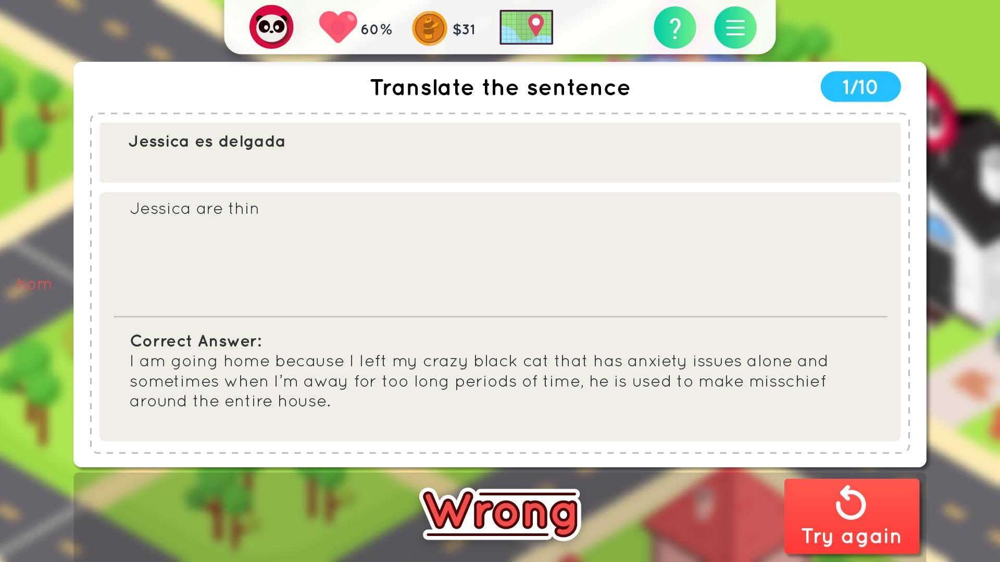 60%
$31
?
Translate the sentence
1/10
Jessica es delgada
Jessica are thin
hom
Correct Answer:
I am going home because I left my crazy black cat that has anxiety issues alone and
sometimes when I'm away for too long periods of time, he is used to make misschief
around the entire house.
Wrong
Try again